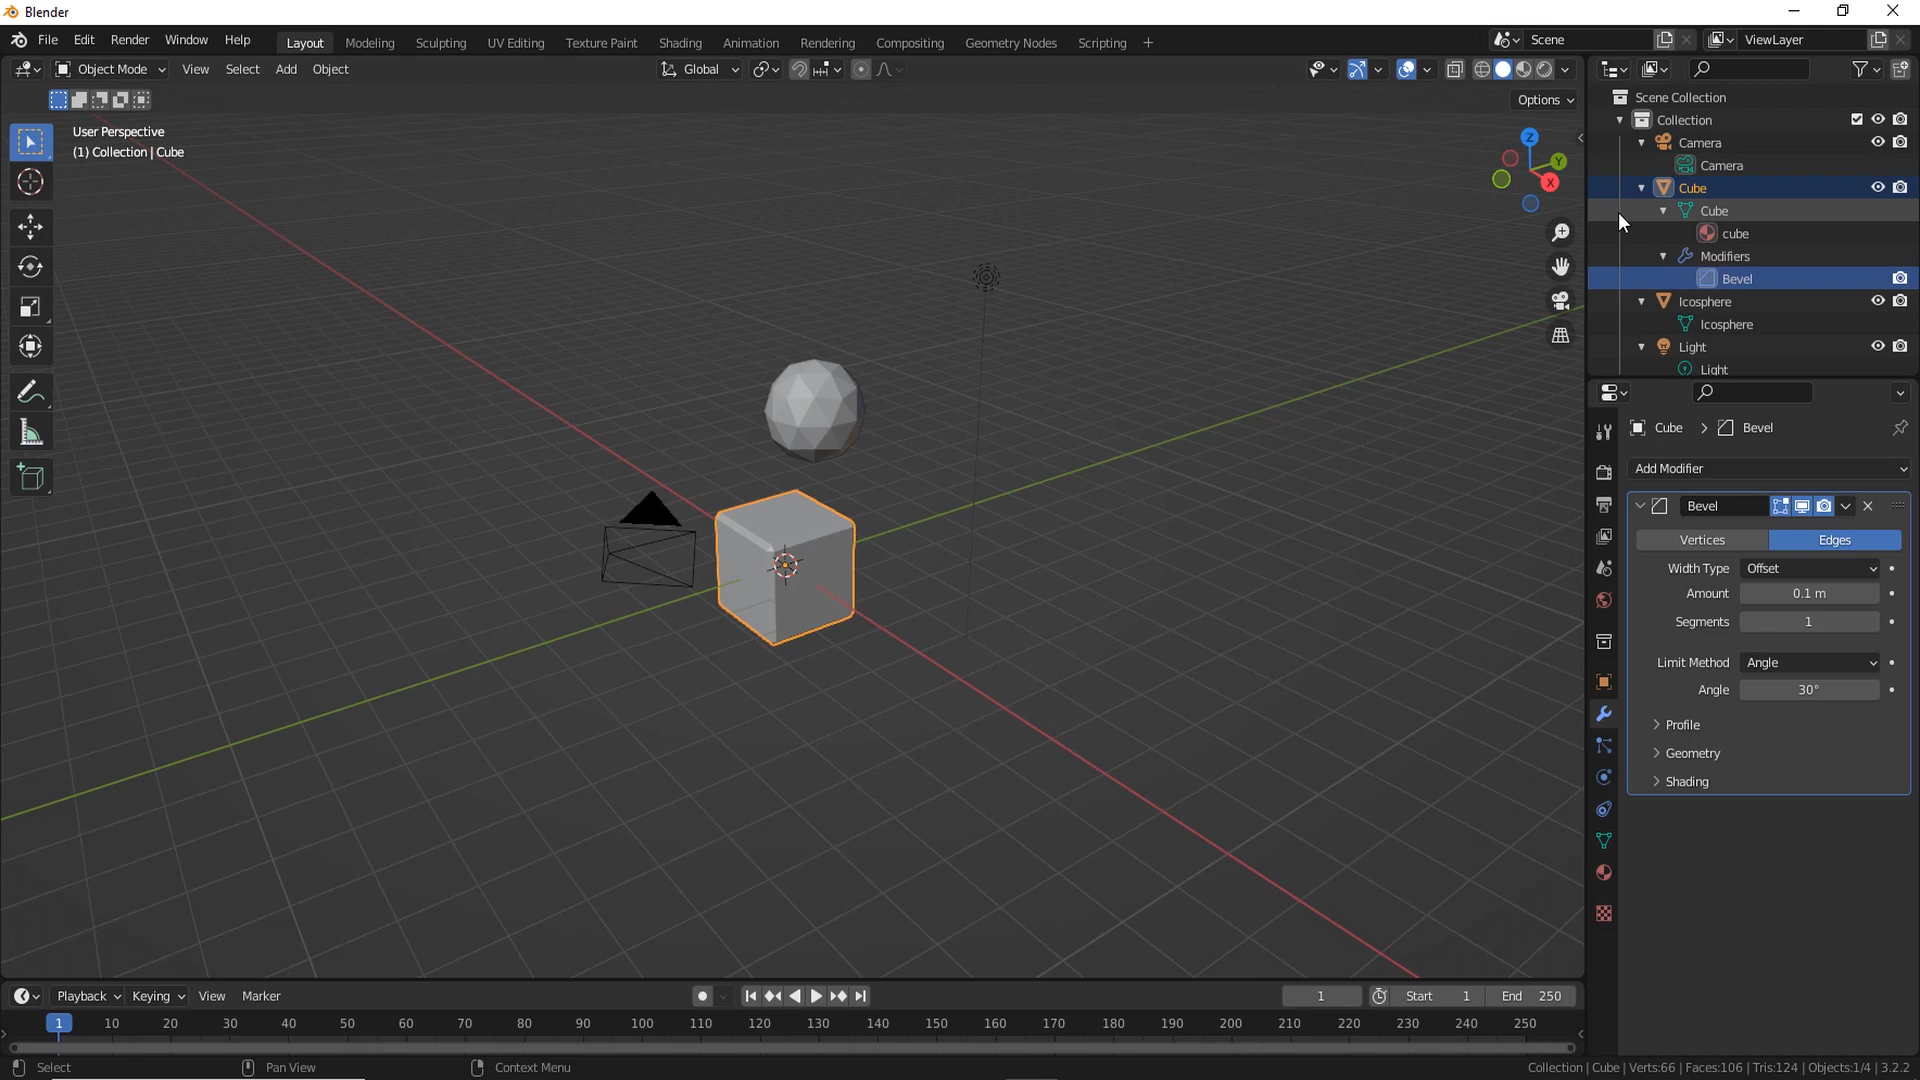 Blender
File Edit Render Window Help Layout Modeling Sculpting UV Editing Texture Paint Shading Animation Rendering Compositing Geometry Nodes Scripting + Scene ViewLayer
Object Mode View Select Add Object Global
Options
User Perspective
(1) Collection | Cube
Z
Y
X
Scene Collection
Collection
Camera
Camera
Cube
Cube
cube
Modifiers
Bevel
Icosphere
Icosphere
Light
Light
Cube > Bevel
Add Modifier
Bevel
Vertices Edges
Width Type Offset
Amount 0.1 m
Segments 1
Limit Method Angle
Angle 30°
Profile
Geometry
Shading
Playback Keying View Marker 1 Start 1 End 250
1 10 20 30 40 50 60 70 80 90 100 110 120 130 140 150 160 170 180 190 200 210 220 230 240 250
Select Pan View Context Menu Collection | Cube | Verts:66 | Faces:106 | Tris:124 | Objects:1/4 | 3.2.2